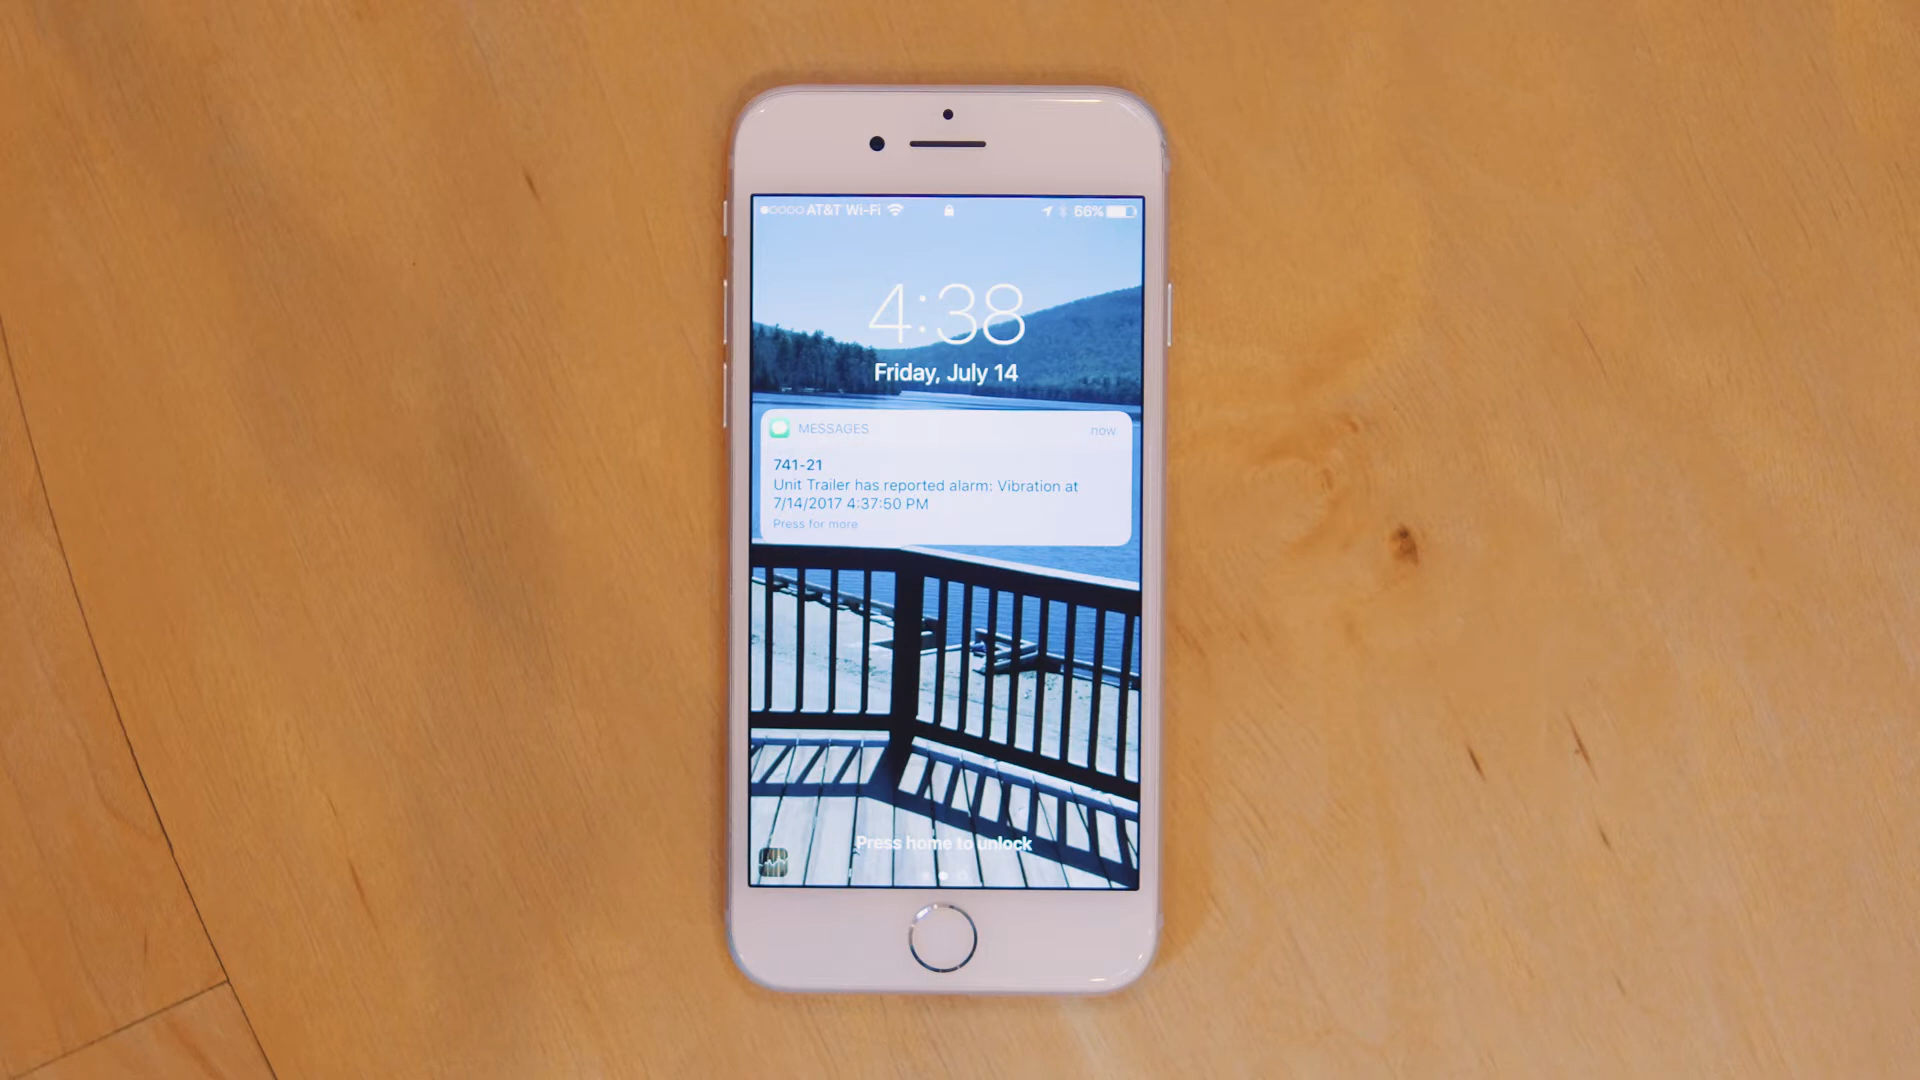 AT&T Wi-Fi 66%
4:38
Friday, July 14
MESSAGES now
741-21
Unit Trailer has reported alarm: Vibration at
7/14/2017 4:37:50 PM
Press for more
Press home to unlock